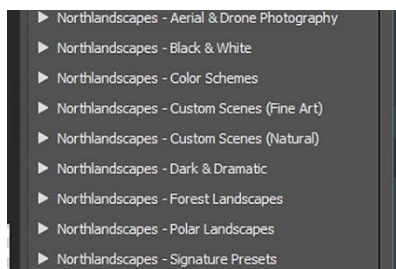 Northlandscapes - Aerial & Drone Photography
Northlandscapes - Black & White
Northlandscapes - Color Schemes
Northlandscapes - Custom Scenes (Fine Art)
Northlandscapes - Custom Scenes (Natural)
Northlandscapes - Dark & Dramatic
Northlandscapes - Forest Landscapes
Northlandscapes - Polar Landscapes
Northlandscapes - Signature Presets